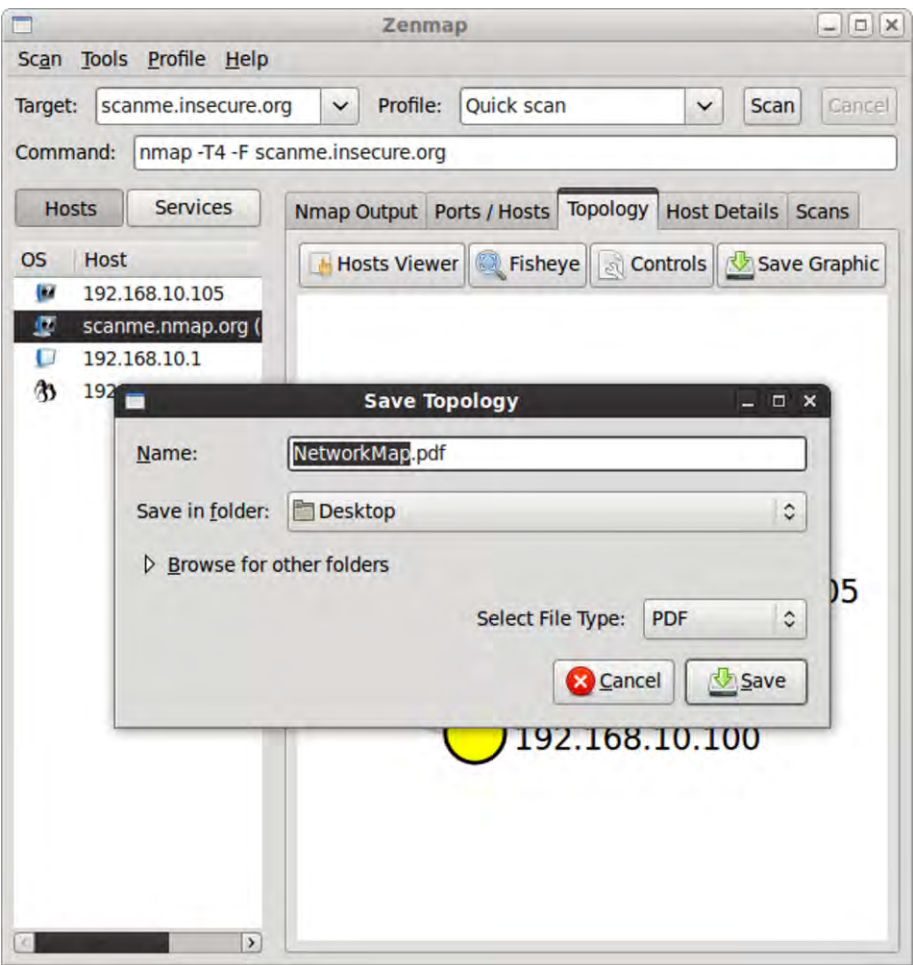 Zenmap
Scan Tools Profile Help
Target: scanme.insecure.org Profile: Quick scan Scan Cancel
Command: nmap -T4 -F scanme.insecure.org
Hosts Services
Nmap Output Ports / Hosts Topology Host Details Scans
Hosts Viewer Fisheye Controls Save Graphic
OS Host
192.168.10.105
scanme.nmap.org (
192.168.10.1
192
Save Topology
Name: NetworkMap.pdf
Save in folder: Desktop
Browse for other folders
05
Select File Type: PDF
Cancel Save
192.168.10.100